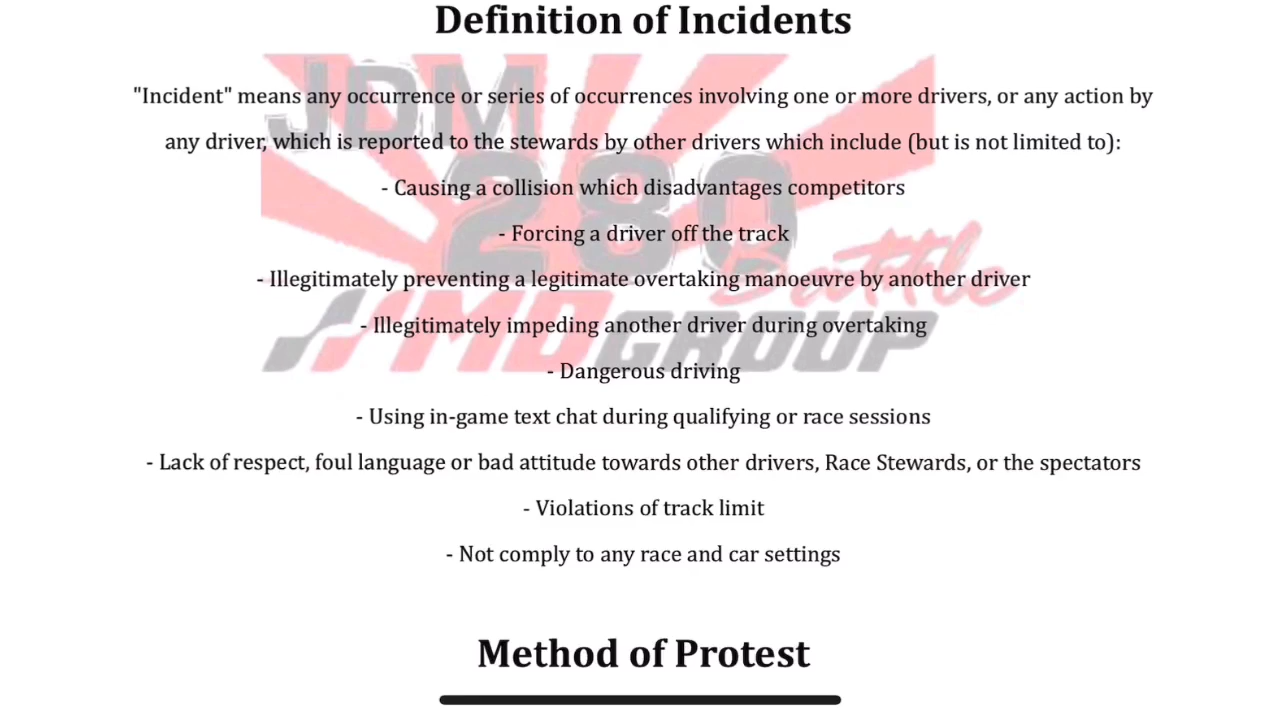 Definition of Incidents
"Incident" means any occurrence or series of occurrences involving one or more drivers, or any action by
any driver, which is reported to the stewards by other drivers which include (but is not limited to):
- Causing a collision which disadvantages competitors
- Forcing a driver off the track
- Illegitimately preventing a legitimate overtaking manoeuvre by another driver
- Illegitimately impeding another driver during overtaking
- Dangerous driving
- Using in-game text chat during qualifying or race sessions
- Lack of respect, foul language or bad attitude towards other drivers, Race Stewards, or the spectators
- Violations of track limit
- Not comply to any race and car settings
Method of Protest
JDM
280
Battle
MD GROUP